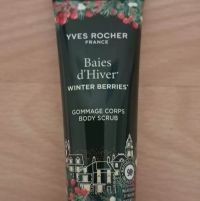 YVES ROCHER
FRANCE
Baies
d'Hiver*
WINTER BERRIES*
GOMMAGE CORPS
BODY SCRUB